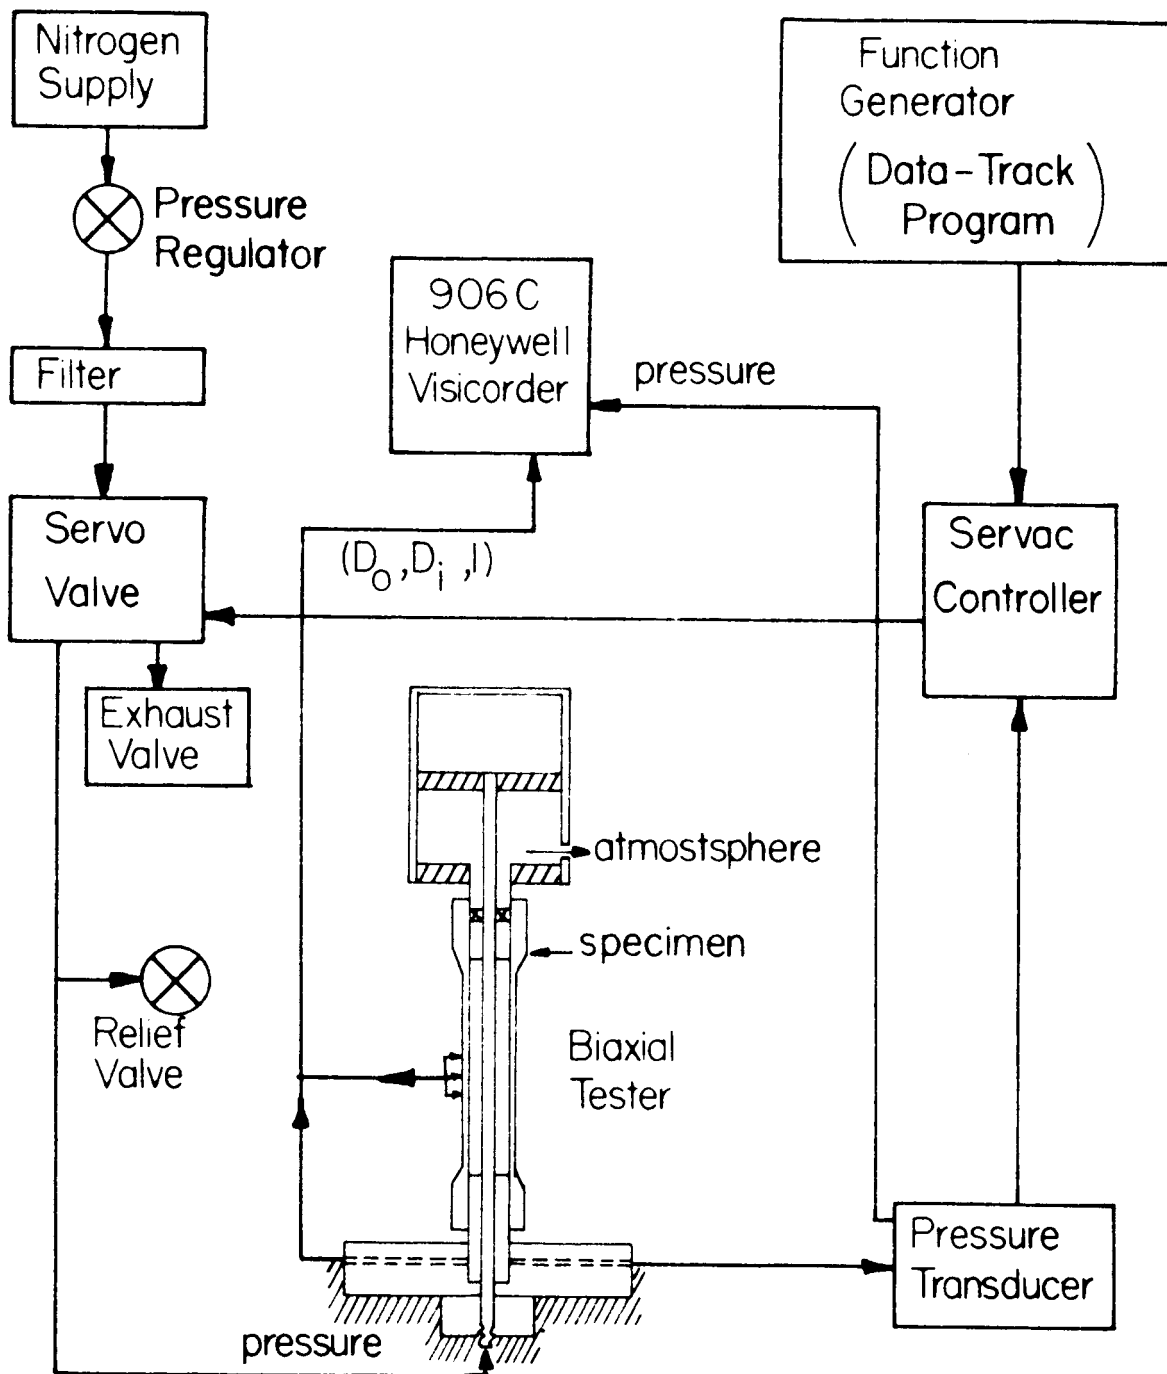 Nitrogen
Supply
Function
Generator
(Data-Track
Program)
Pressure
Regulator
906C
Honeywell
Visicorder
pressure
Filter
Servo
Valve
(Do, Di, l)
Servac
Controller
Exhaust
Valve
atmostsphere
specimen
Relief
Valve
Biaxial
Tester
Pressure
Transducer
pressure